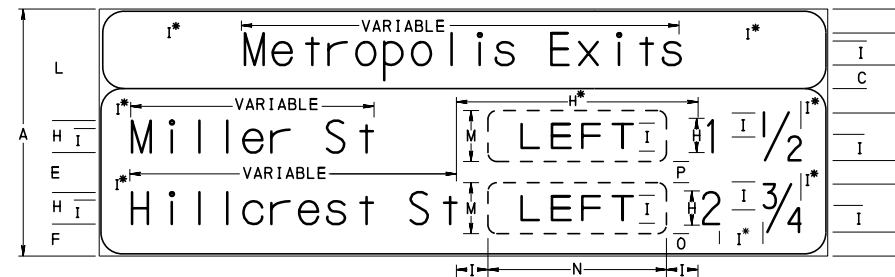 VARIABLE
I* I*
Metropolis Exits I
L C
VARIABLE H*
I* I*
A H I Miller St M LEFT I H 1 I 1/2 I
E VARIABLE P
I* I*
H I Hillcrest St M LEFT I H 2 I 3/4 I
F O I*
I N I